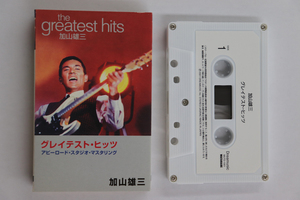 the
greatest hits
加山雄三
グレイテスト・ヒッツ
アビーロード・スタジオ・マスタリング
加山雄三
1
加山雄三
グレイテスト・ヒッツ